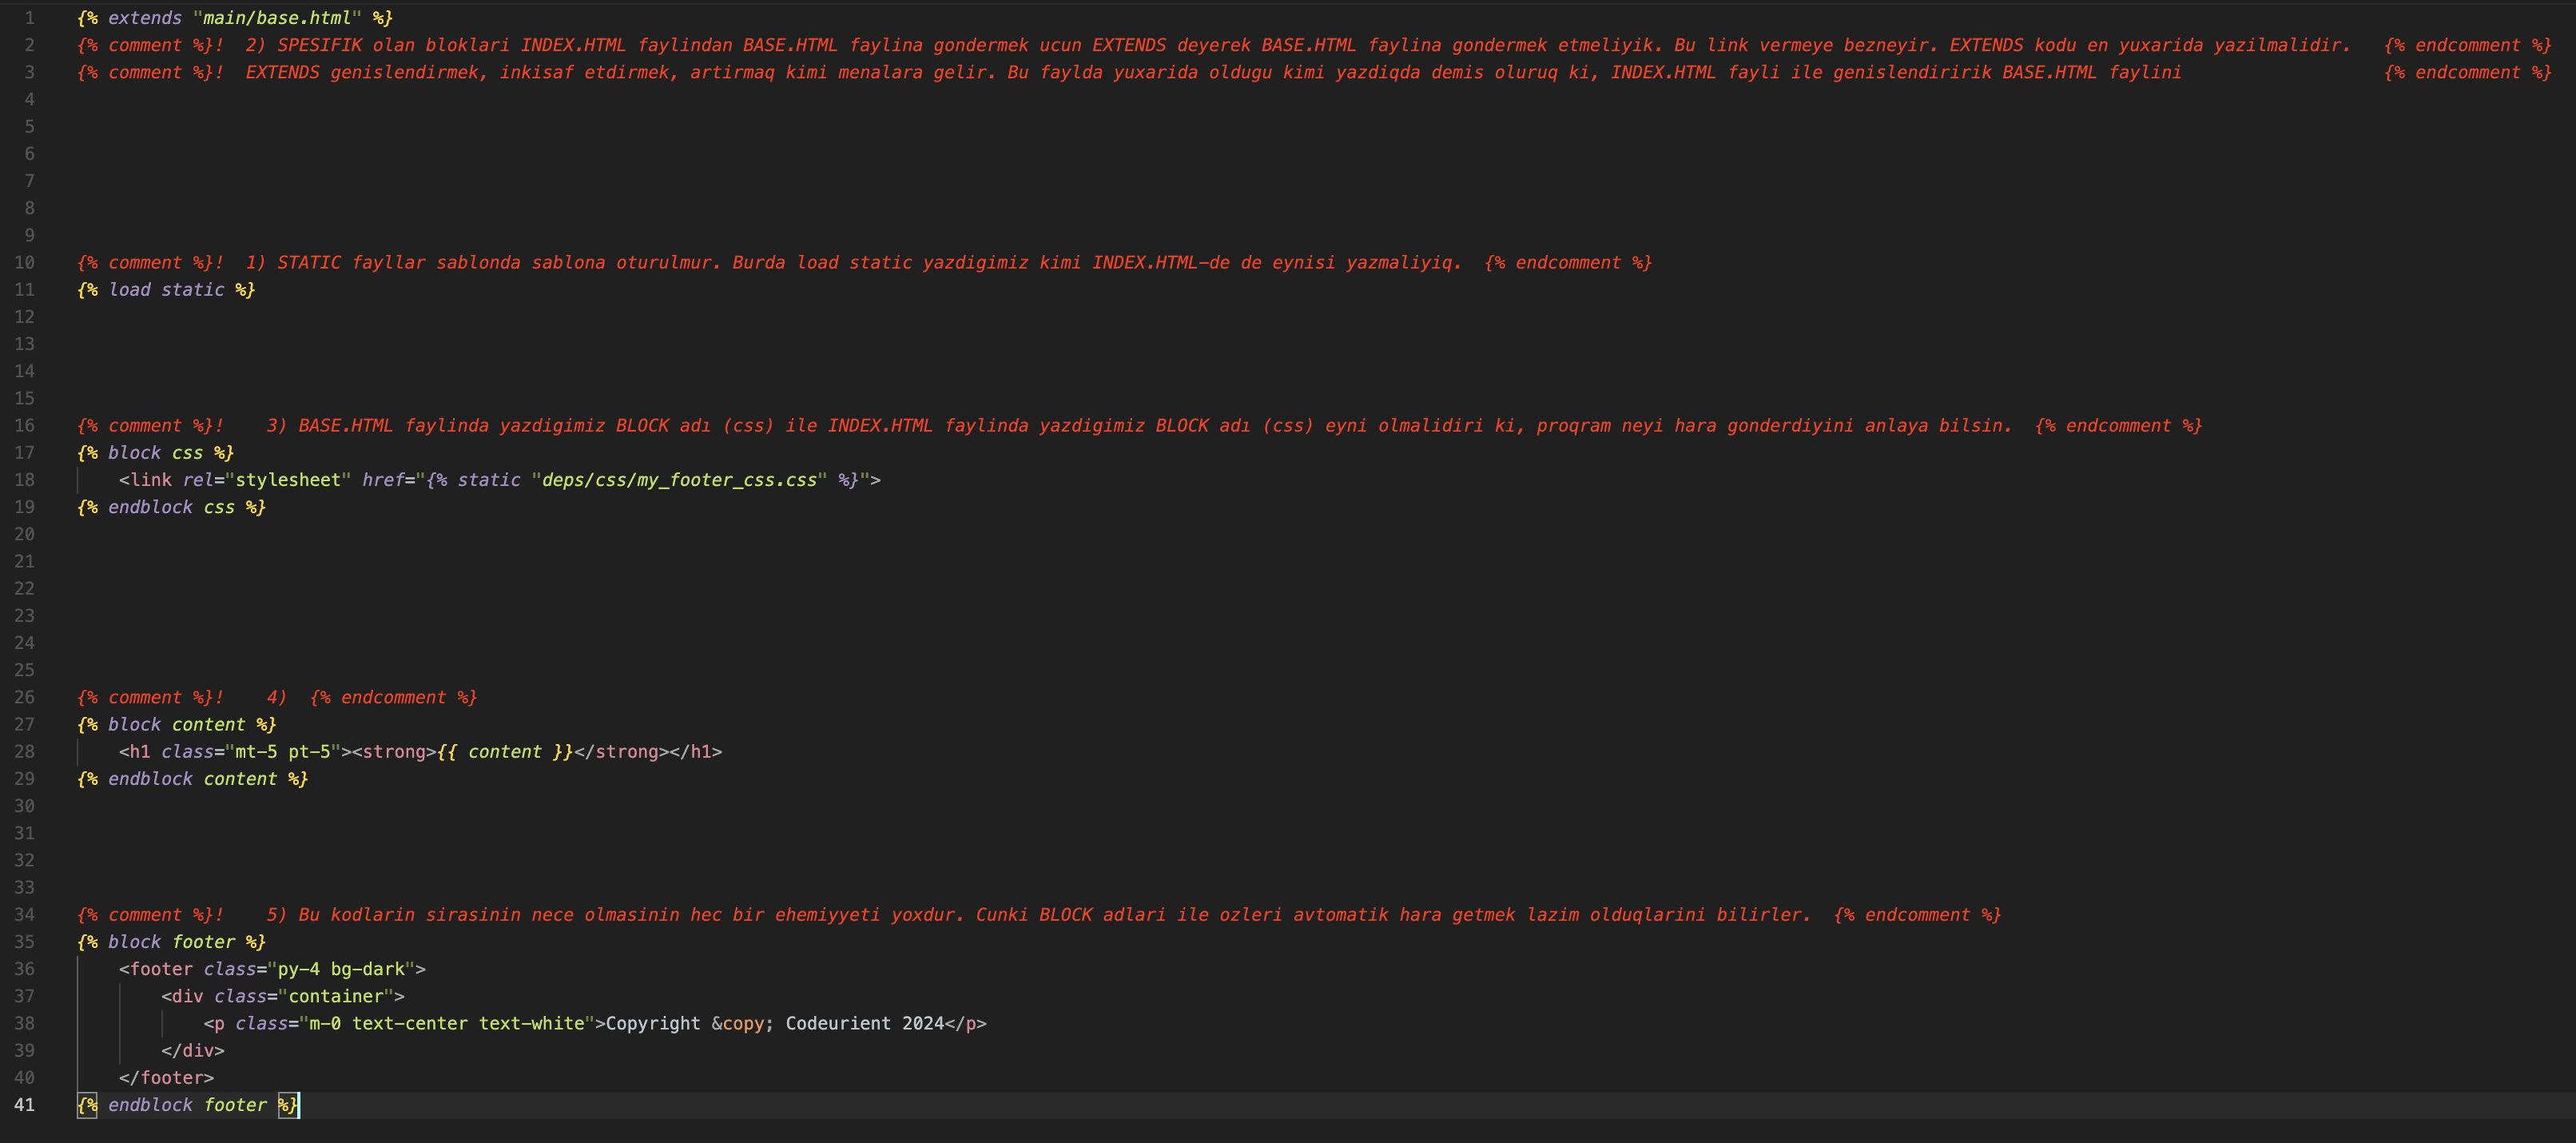 1 {% extends "main/base.html" %}
2 {% comment %}! 2) SPESIFIK olan bloklari INDEX.HTML faylindan BASE.HTML faylina gondermek ucun EXTENDS deyerek BASE.HTML faylina gondermek etmeliyik. Bu link vermeye bezneyir. EXTENDS kodu en yuxarida yazilmalidir. {% endcomment %}
3 {% comment %}! EXTENDS genislendirmek, inkisaf etdirmek, artirmaq kimi menalara gelir. Bu faylda yuxarida oldugu kimi yazdiqda demis oluruq ki, INDEX.HTML fayli ile genislendiririk BASE.HTML faylini {% endcomment %}
4
5
6
7
8
9
10 {% comment %}! 1) STATIC fayllar sablonda sablona oturulmur. Burda load static yazdigimiz kimi INDEX.HTML-de de eynisi yazmaliyiq. {% endcomment %}
11 {% load static %}
12
13
14
15
16 {% comment %}! 3) BASE.HTML faylinda yazdigimiz BLOCK adı (css) ile INDEX.HTML faylinda yazdigimiz BLOCK adı (css) eyni olmalidiri ki, proqram neyi hara gonderdiyini anlaya bilsin. {% endcomment %}
17 {% block css %}
18 <link rel="stylesheet" href="{% static "deps/css/my_footer_css.css" %}">
19 {% endblock css %}
20
21
22
23
24
25
26 {% comment %}! 4) {% endcomment %}
27 {% block content %}
28 <h1 class="mt-5 pt-5"><strong>{{ content }}</strong></h1>
29 {% endblock content %}
30
31
32
33
34 {% comment %}! 5) Bu kodlarin sirasinin nece olmasinin hec bir ehemiyyeti yoxdur. Cunki BLOCK adlari ile ozleri avtomatik hara getmek lazim olduqlarini bilirler. {% endcomment %}
35 {% block footer %}
36 <footer class="py-4 bg-dark">
37 <div class="container">
38 <p class="m-0 text-center text-white">Copyright &copy; Codeurient 2024</p>
39 </div>
40 </footer>
41 {% endblock footer %}